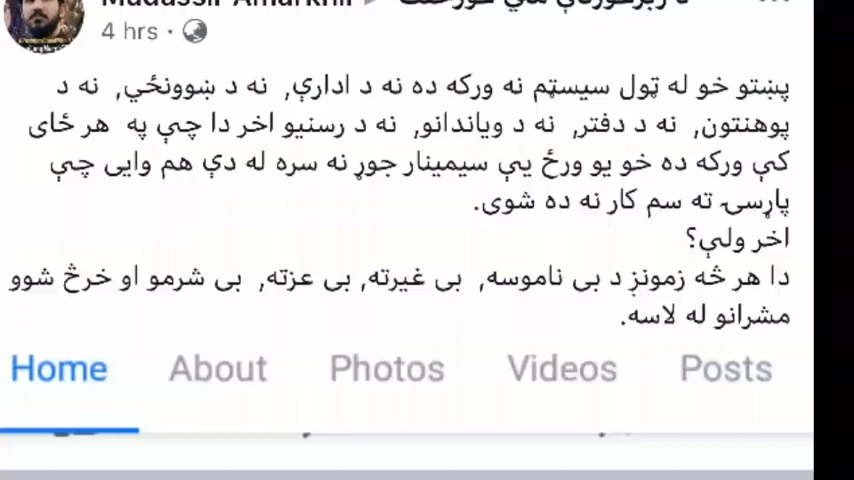 4 hrs
پښتو خو له ټول سیسټم نه ورکه ده نه د ادارې, نه د ښوونځي, نه د
پوهنتون, نه د دفتر, نه د ویاندانو, نه د رسنیو اخر دا چې په هر ځای
کې ورکه ده خو یو ورځ یې سیمینار جوړ نه سره له دې هم وایی چې
پاړسۍ ته سم کار نه ده شوی.
اخر ولې؟
دا هر څه زمونږ د بی ناموسه, بی غیرته, بی عزته, بی شرمو او خرڅ شوو
مشرانو له لاسه.
Home About Photos Videos Posts